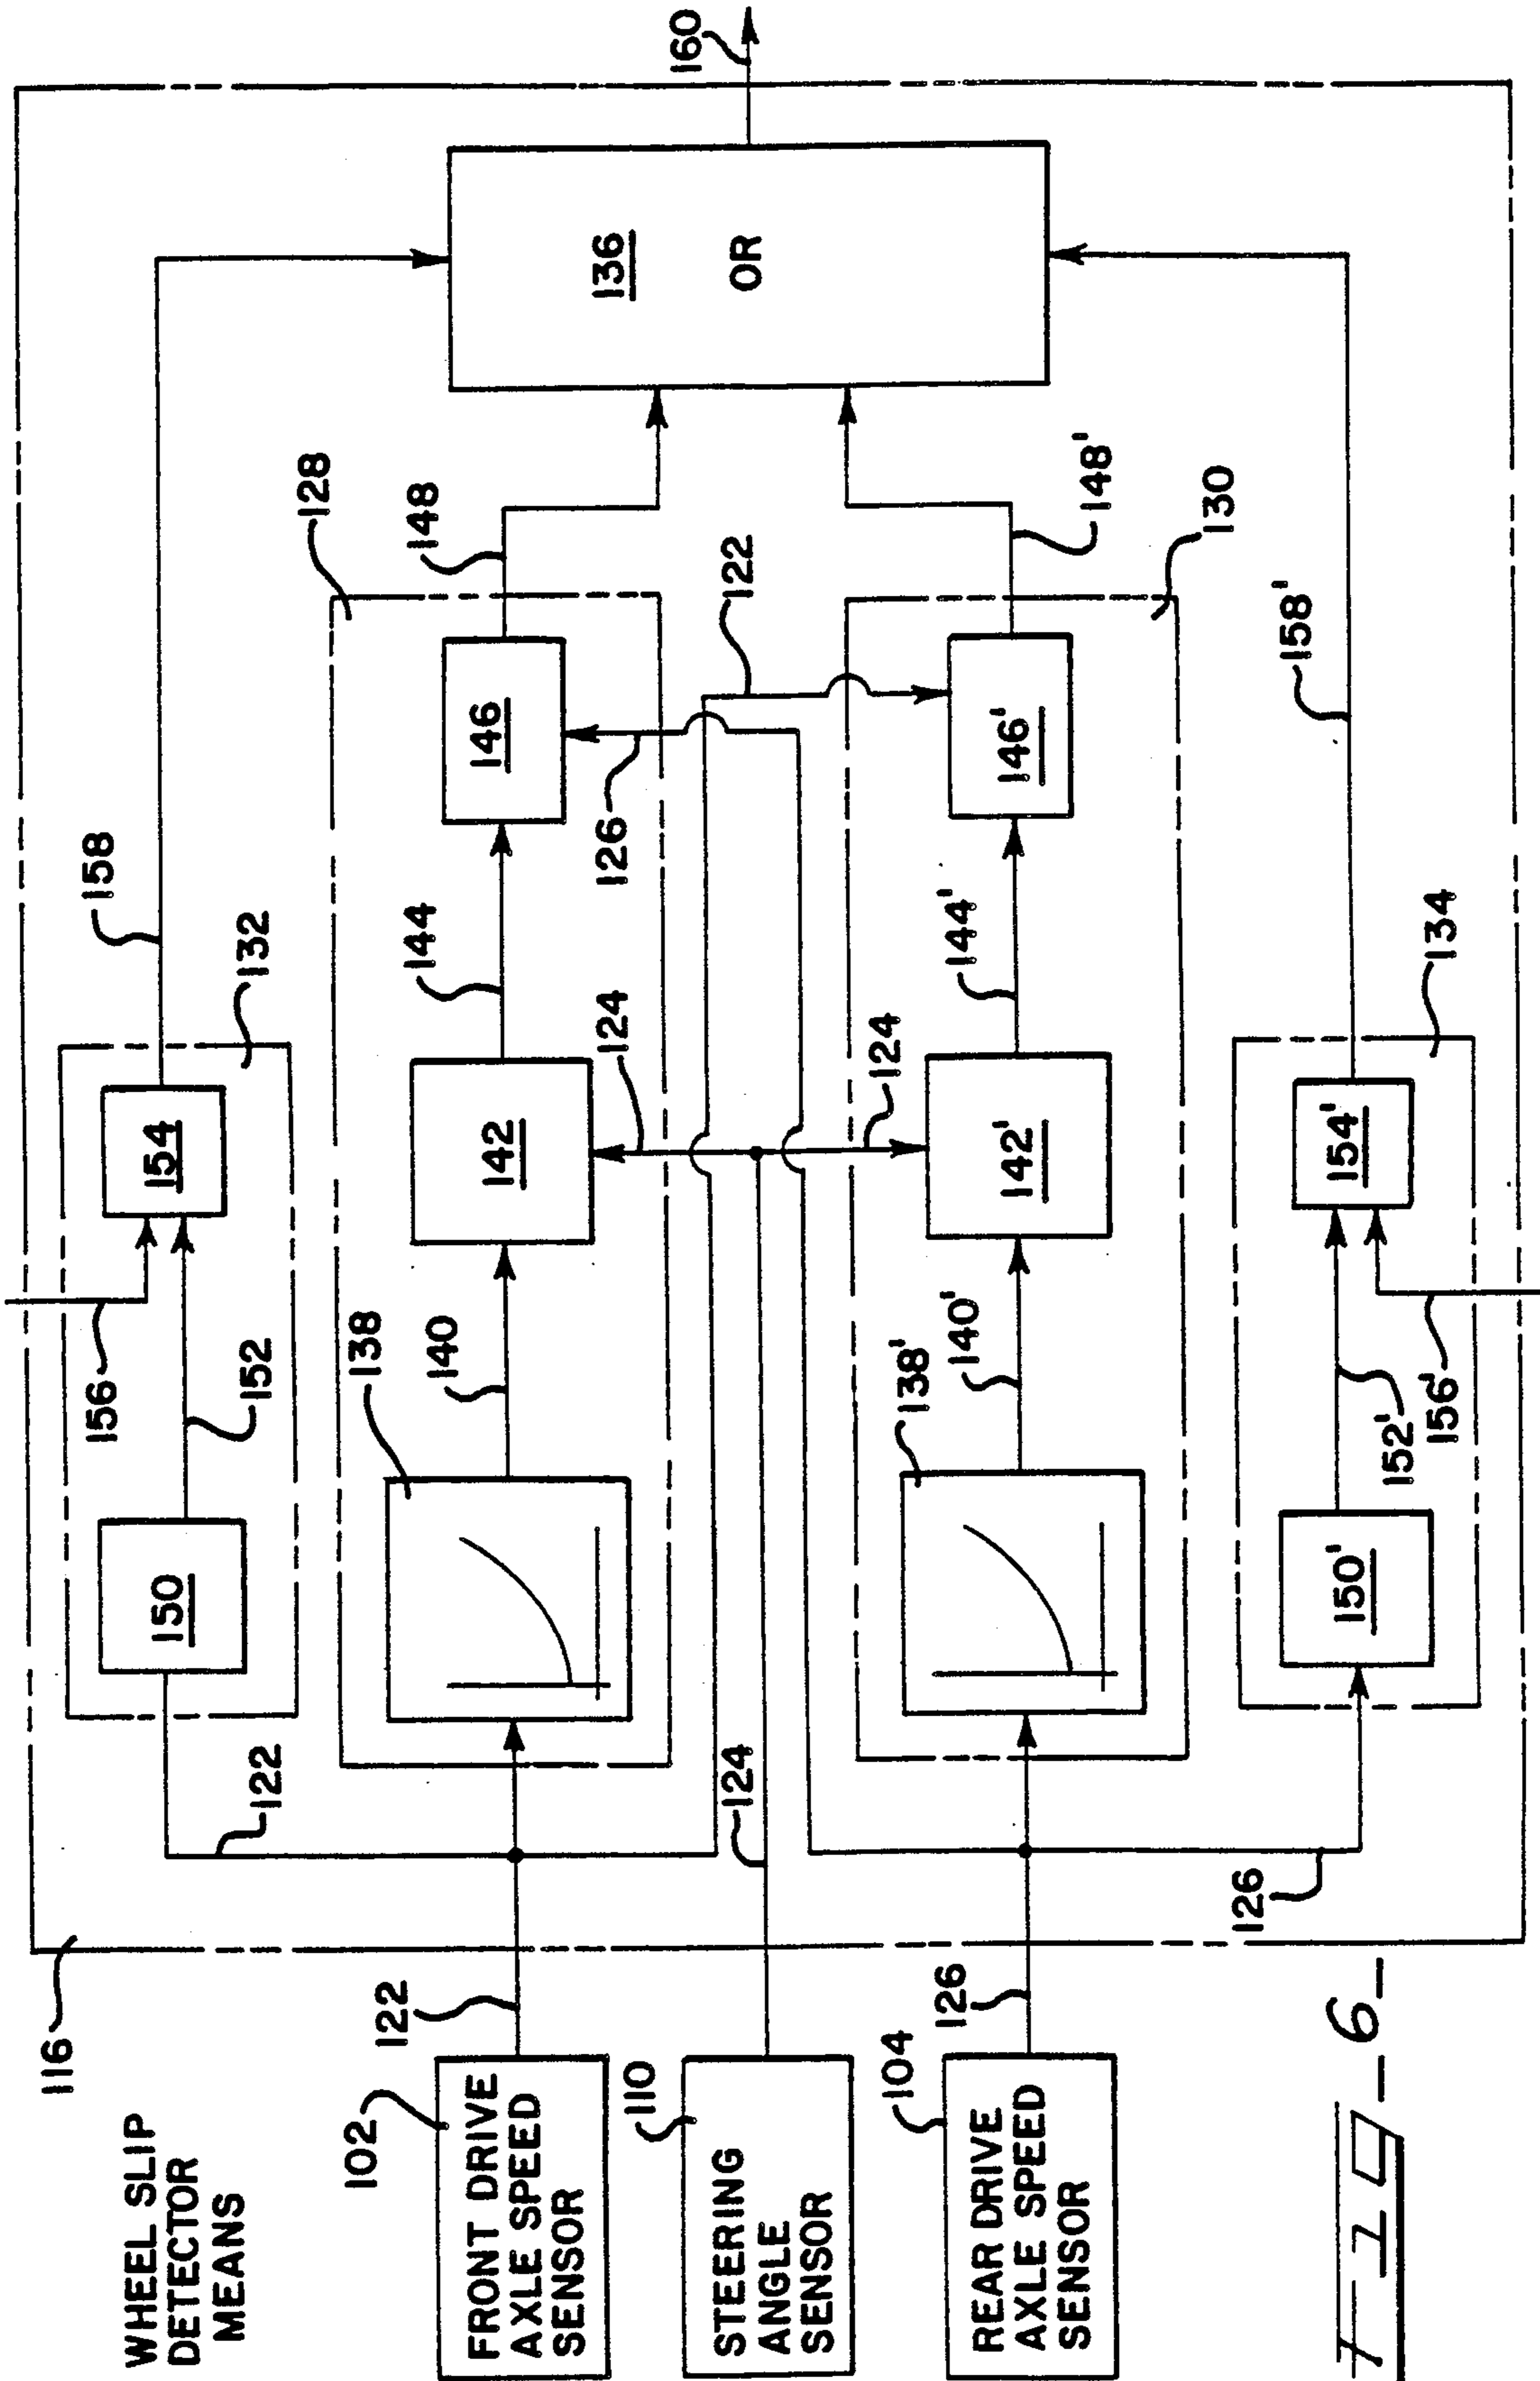 116
WHEEL SLIP
DETECTOR
MEANS
122
150
152
156
154
132
158
102
FRONT DRIVE
AXLE SPEED
SENSOR
122
138
140
142
144
146
128
148
110
STEERING
ANGLE
SENSOR
124
124
124
126
122
136
OR
160
104
REAR DRIVE
AXLE SPEED
SENSOR
126
138'
140'
142'
144'
146'
130
148'
126
150'
152'
156'
154'
134
158'
FIG-6-